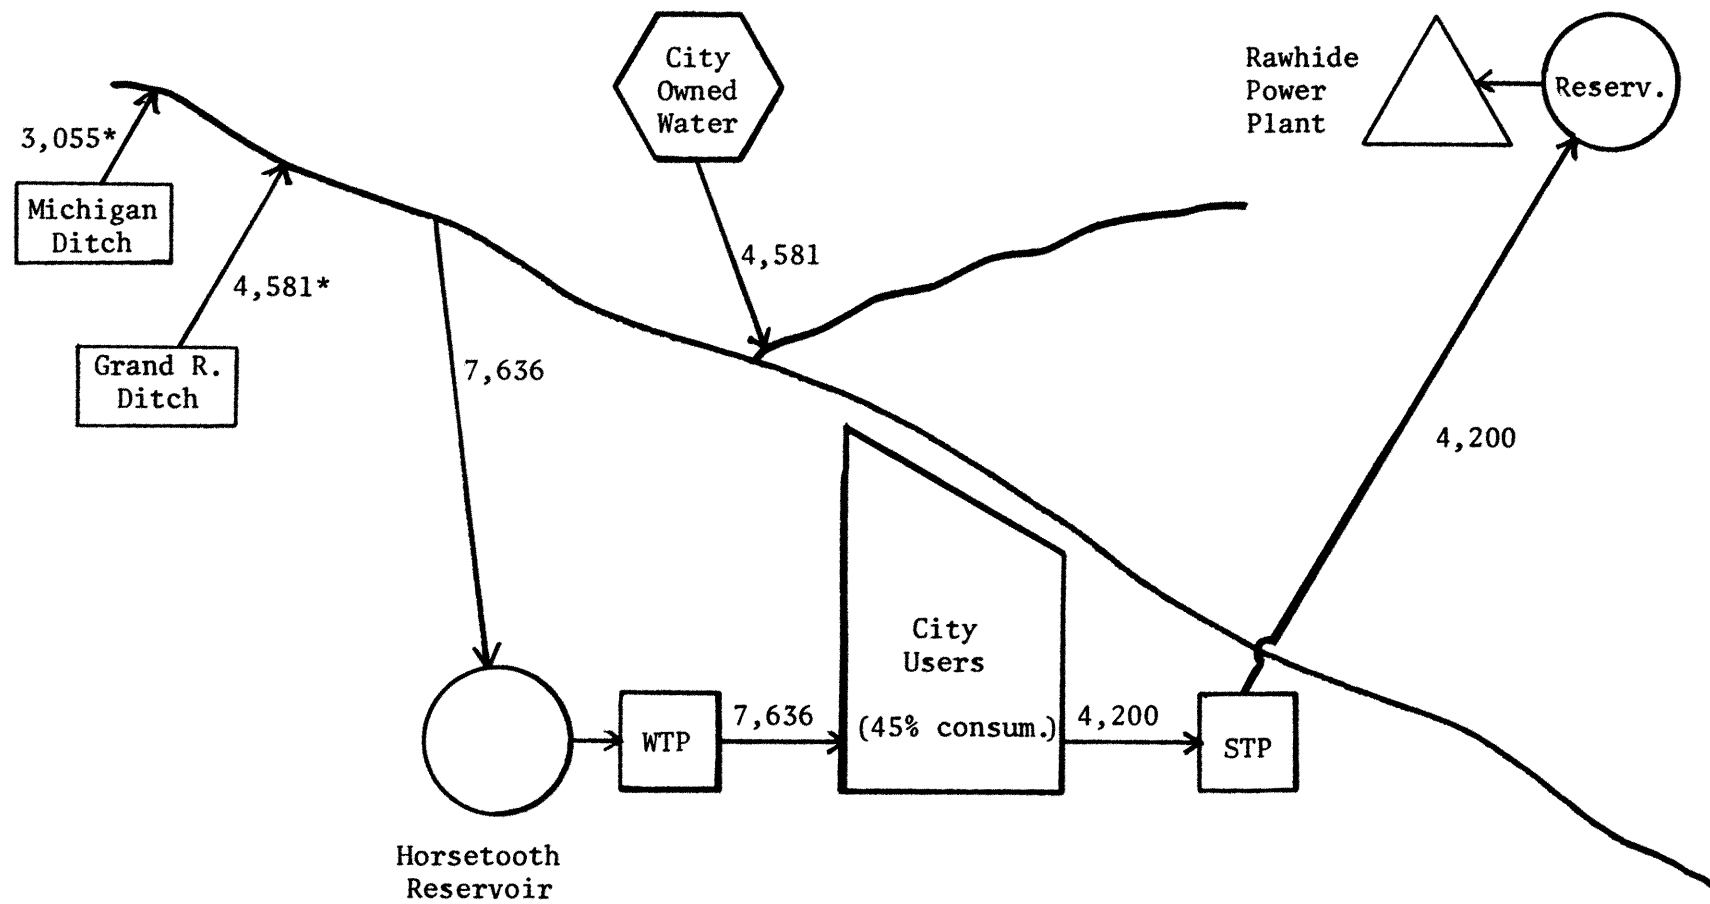 City
Owned
Water
Rawhide
Power
Plant
Reserv.
3,055*
Michigan
Ditch
4,581*
4,581
Grand R.
Ditch
7,636
4,200
City
Users
(45% consum.)
7,636
4,200
WTP
STP
Horsetooth
Reservoir